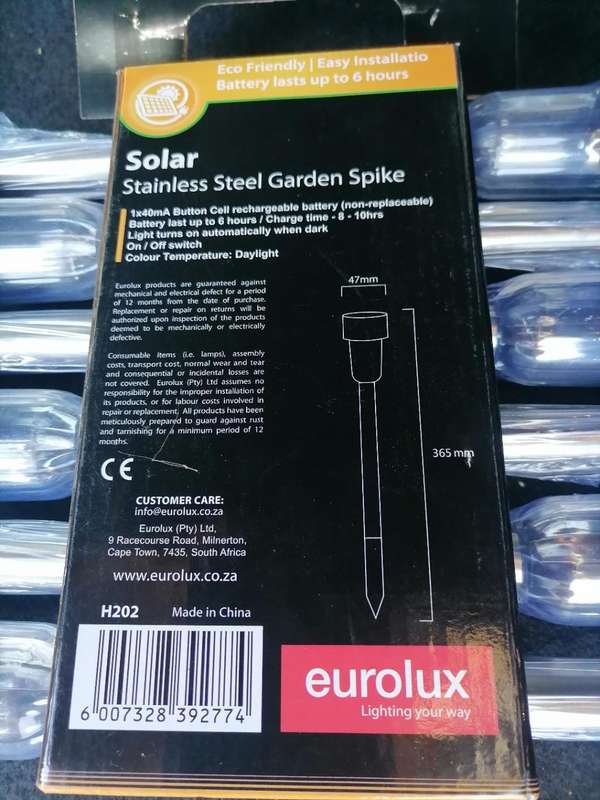 Eco Friendly | Easy Installatio
Battery lasts up to 6 hours
Solar
Stainless Steel Garden Spike
1x40mA Button Cell rechargeable battery (non-replaceable)
Battery last up to 6 hours / Charge time - 8 - 10hrs
Light turns on automatically when dark
On / Off switch
Colour Temperature: Daylight
47mm
Eurolux products are guaranteed against
mechanical and electrical defect for a period
of 12 months from the date of purchase.
Replacement or repair on returns will be
authorized upon inspection of the products
deemed to be mechanically or electrically
defective.
Consumable items (i.e. lamps), assembly
costs, transport cost, normal wear and tear
and consequential or incidental losses are
not covered. Eurolux (Pty) Ltd assumes no
responsibility for the improper installation of
its products, or for labour costs involved in
repair or replacement. All products have been
meticulously prepared to guard against rust
and tarnishing for a minimum period of 12
months.
365 mm
CE
CUSTOMER CARE:
info@eurolux.co.za
Eurolux (Pty) Ltd,
9 Racecourse Road, Milnerton,
Cape Town, 7435, South Africa
www.eurolux.co.za
H202 Made in China
6 007328 392774
eurolux
Lighting your way